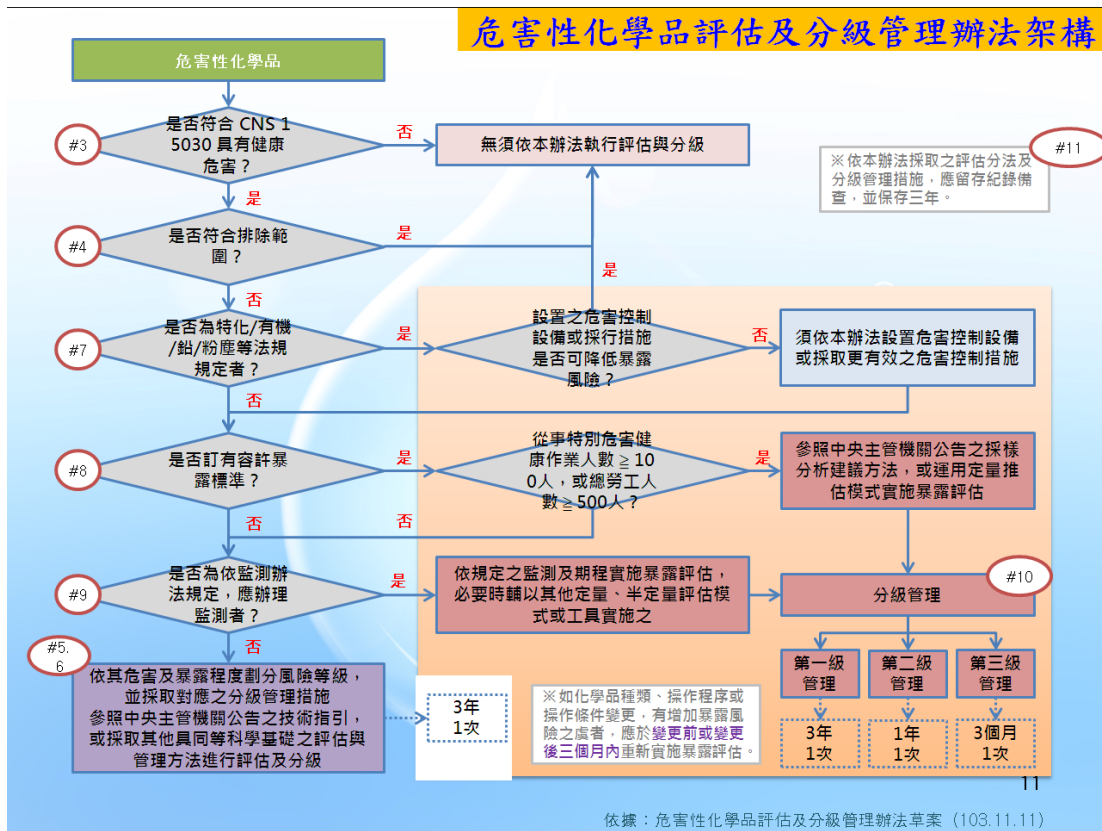 危害性化學品評估及分級管理辦法架構
危害性化學品
#3
是否符合 CNS 1
5030 具有健康
危害？
否
無須依本辦法執行評估與分級
#11
※依本辦法採取之評估分法及
分級管理措施，應留存紀錄備
查，並保存三年。
是
#4
是否符合排除範
圍？
是
是
否
#7
是否為特化/有機
/鉛/粉塵等法規
規定者？
是
設置之危害控制
設備或採行措施
是否可降低暴露
風險？
否
須依本辦法設置危害控制設備
或採取更有效之危害控制措施
否
#8
是否訂有容許暴
露標準？
是
從事特別危害健
康作業人數≧10
0人，或總勞工人
數≧500人？
是
參照中央主管機關公告之採樣
分析建議方法，或運用定量推
估模式實施暴露評估
否
否
#9
是否為依監測辦
法規定，應辦理
監測者？
是
依規定之監測及期程實施暴露評估，
必要時輔以其他定量、半定量評估模
式或工具實施之
#10
分級管理
否
#5.
6
依其危害及暴露程度劃分風險等級，
並採取對應之分級管理措施
參照中央主管機關公告之技術指引，
或採取其他具同等科學基礎之評估與
管理方法進行評估及分級
3年
1次
※如化學品種類、操作程序或
操作條件變更，有增加暴露風
險之虞者，應於變更前或變更
後三個月內重新實施暴露評估。
第一級
管理
第二級
管理
第三級
管理
3年
1次
1年
1次
3個月
1次
11
依據：危害性化學品評估及分級管理辦法草案（103.11.11）